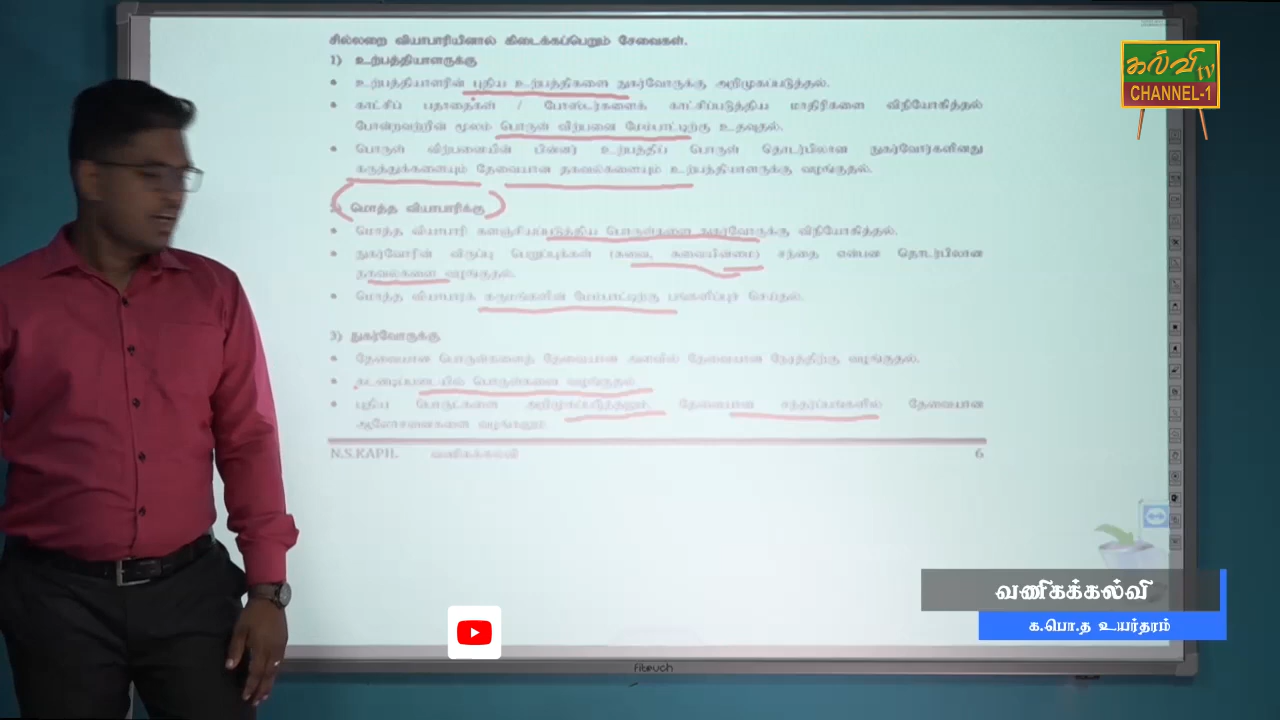 சில்லறை வியாபாரியினால் கிடைக்கப்பெறும் சேவைகள்.
1) உற்பத்தியாளருக்கு
உற்பத்தியாளரின் புதிய உற்பத்திகளை நுகர்வோருக்கு அறிமுகப்படுத்தல்.
காட்சிப் பதாதைகள் / போஸ்டர்களைக் காட்சிப்படுத்திய மாதிரிகளை விநியோகித்தல்
போன்றவற்றின் மூலம் பொருள் விற்பனை மேம்பாட்டிற்கு உதவுதல்.
பொருள் விற்பனையின் பின்னர் உற்பத்திப் பொருள் தொடர்பிலான நுகர்வோர்களினது
கருத்துக்களையும் தேவையான தகவல்களையும் உற்பத்தியாளருக்கு வழங்குதல்.
2) மொத்த வியாபாரிக்கு
மொத்த வியாபாரி களஞ்சியப்படுத்திய பொருள்களை நுகர்வோருக்கு விநியோகித்தல்.
நுகர்வோரின் விருப்பு வெறுப்புக்கள் (சுவை, சுவையின்மை) சந்தை என்பன தொடர்பிலான
தகவல்களை வழங்குதல்.
மொத்த வியாபாரக் கருமங்களின் மேம்பாட்டிற்கு பங்களிப்புச் செய்தல்.
3) நுகர்வோருக்கு
தேவையான பொருள்களைத் தேவையான அளவில் தேவையான நேரத்திற்கு வழங்குதல்.
கடனடிப்படையில் பொருள்களை வழங்குதல்
புதிய பொருட்களை அறிமுகப்படுத்தலும், தேவையான சந்தர்ப்பங்களில் தேவையான
ஆலோசனைகளை வழங்கலும்
N.S.KAPIL வணிகக்கல்வி 6
கல்வி tv
CHANNEL-1
வணிகக்கல்வி
க.பொ.த உயர்தரம்